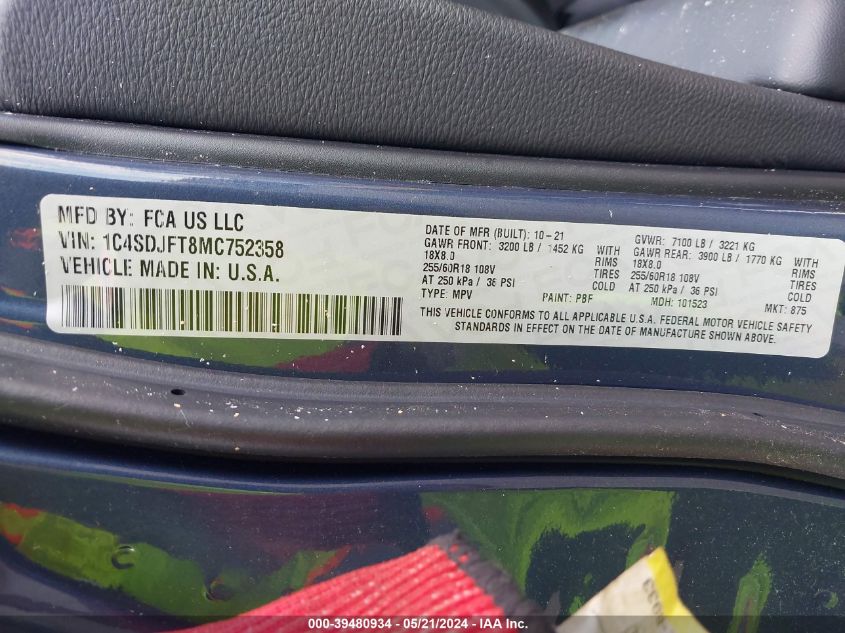 MFD BY: FCA US LLC
VIN: 1C4SDJFT8MC752358
VEHICLE MADE IN: U.S.A.
DATE OF MFR (BUILT): 10-21
GAWR FRONT: 3200 LB / 1452 KG WITH
18X8.0 RIMS
255/60R18 108V TIRES
AT 250 kPa / 36 PSI COLD
TYPE: MPV PAINT: PBF
GVWR: 7100 LB / 3221 KG
GAWR REAR: 3900 LB / 1770 KG WITH
18X8.0 RIMS
255/60R18 108V TIRES
AT 250 kPa / 36 PSI COLD
MDH: 101523 MKT: 875
THIS VEHICLE CONFORMS TO ALL APPLICABLE U.S.A. FEDERAL MOTOR VEHICLE SAFETY
STANDARDS IN EFFECT ON THE DATE OF MANUFACTURE SHOWN ABOVE.
000-39480934 - 05/21/2024 - IAA Inc.